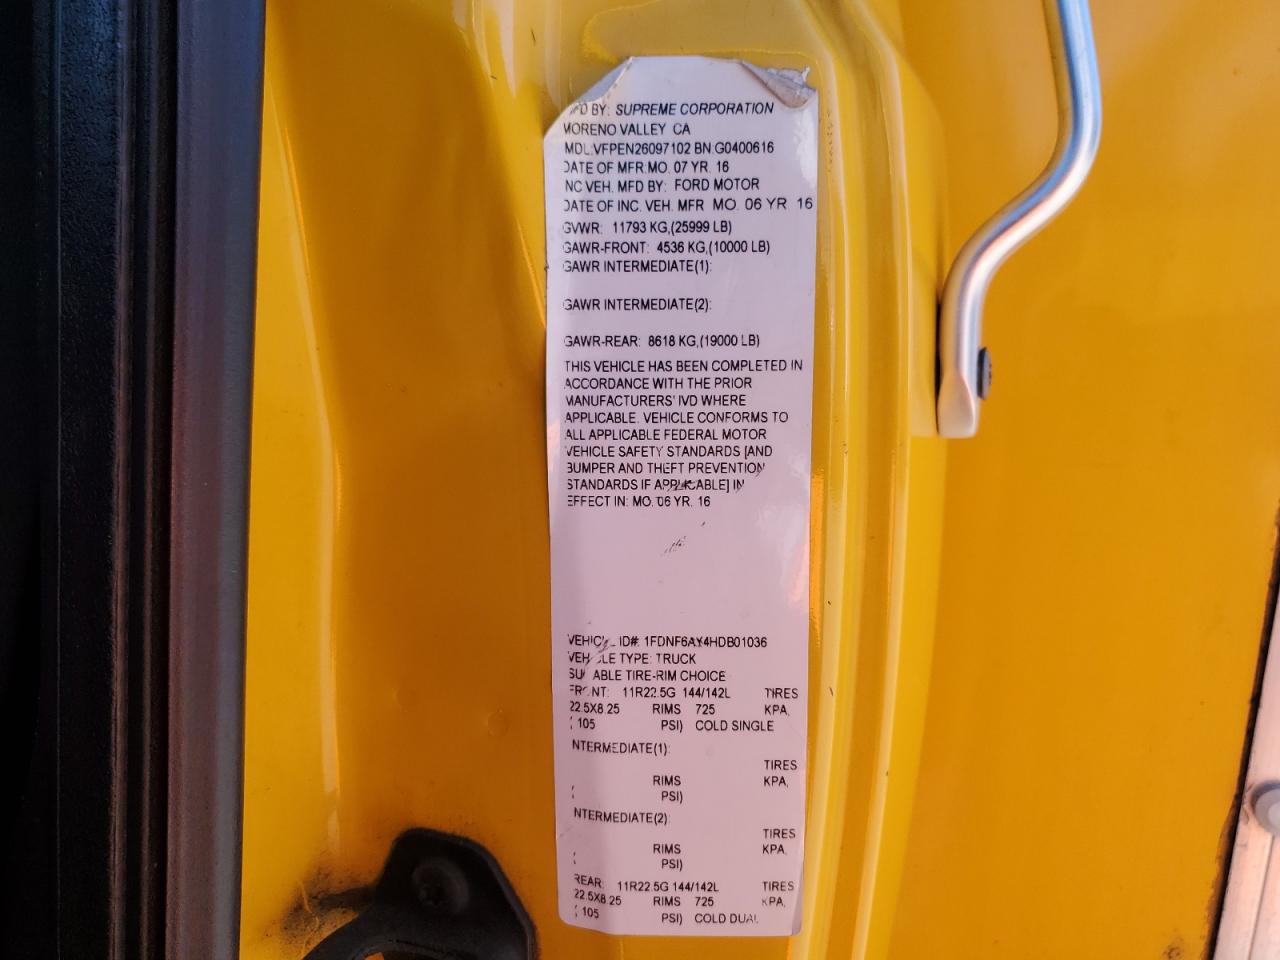 MFD BY: SUPREME CORPORATION
MORENO VALLEY CA
MDL:VFPEN26097102 BN:G0400616
DATE OF MFR:MO. 07 YR. 16
INC VEH. MFD BY: FORD MOTOR
DATE OF INC. VEH. MFR MO. 06 YR 16
GVWR: 11793 KG,(25999 LB)
GAWR-FRONT: 4536 KG,(10000 LB)
GAWR INTERMEDIATE(1):
GAWR INTERMEDIATE(2):
GAWR-REAR: 8618 KG,(19000 LB)
THIS VEHICLE HAS BEEN COMPLETED IN
ACCORDANCE WITH THE PRIOR
MANUFACTURERS' IVD WHERE
APPLICABLE. VEHICLE CONFORMS TO
ALL APPLICABLE FEDERAL MOTOR
VEHICLE SAFETY STANDARDS [AND
BUMPER AND THEFT PREVENTION
STANDARDS IF APPLICABLE] IN
EFFECT IN: MO. 06 YR. 16
VEHICLE ID#: 1FDNF6AY4HDB01036
VEHICLE TYPE: TRUCK
SUITABLE TIRE-RIM CHOICE
FRONT: 11R22.5G 144/142L TIRES
22.5X8.25 RIMS 725 KPA,
( 105 PSI) COLD SINGLE
INTERMEDIATE(1):
TIRES
RIMS KPA,
( PSI)
INTERMEDIATE(2):
TIRES
RIMS KPA,
( PSI)
REAR: 11R22.5G 144/142L TIRES
22.5X8.25 RIMS 725 KPA,
( 105 PSI) COLD DUAL